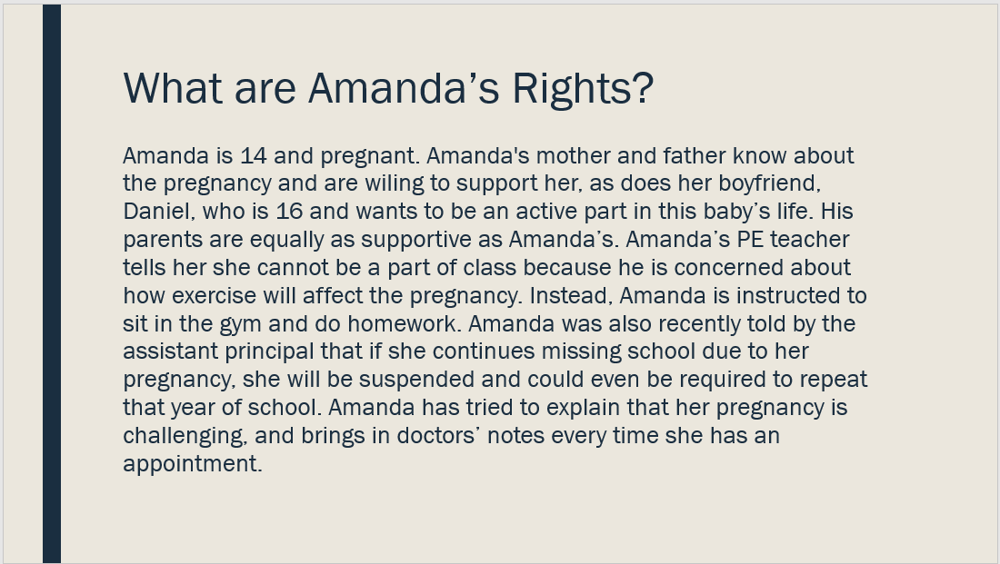 What are Amanda’s Rights?
Amanda is 14 and pregnant. Amanda's mother and father know about
the pregnancy and are wiling to support her, as does her boyfriend,
Daniel, who is 16 and wants to be an active part in this baby’s life. His
parents are equally as supportive as Amanda’s. Amanda’s PE teacher
tells her she cannot be a part of class because he is concerned about
how exercise will affect the pregnancy. Instead, Amanda is instructed to
sit in the gym and do homework. Amanda was also recently told by the
assistant principal that if she continues missing school due to her
pregnancy, she will be suspended and could even be required to repeat
that year of school. Amanda has tried to explain that her pregnancy is
challenging, and brings in doctors’ notes every time she has an
appointment.